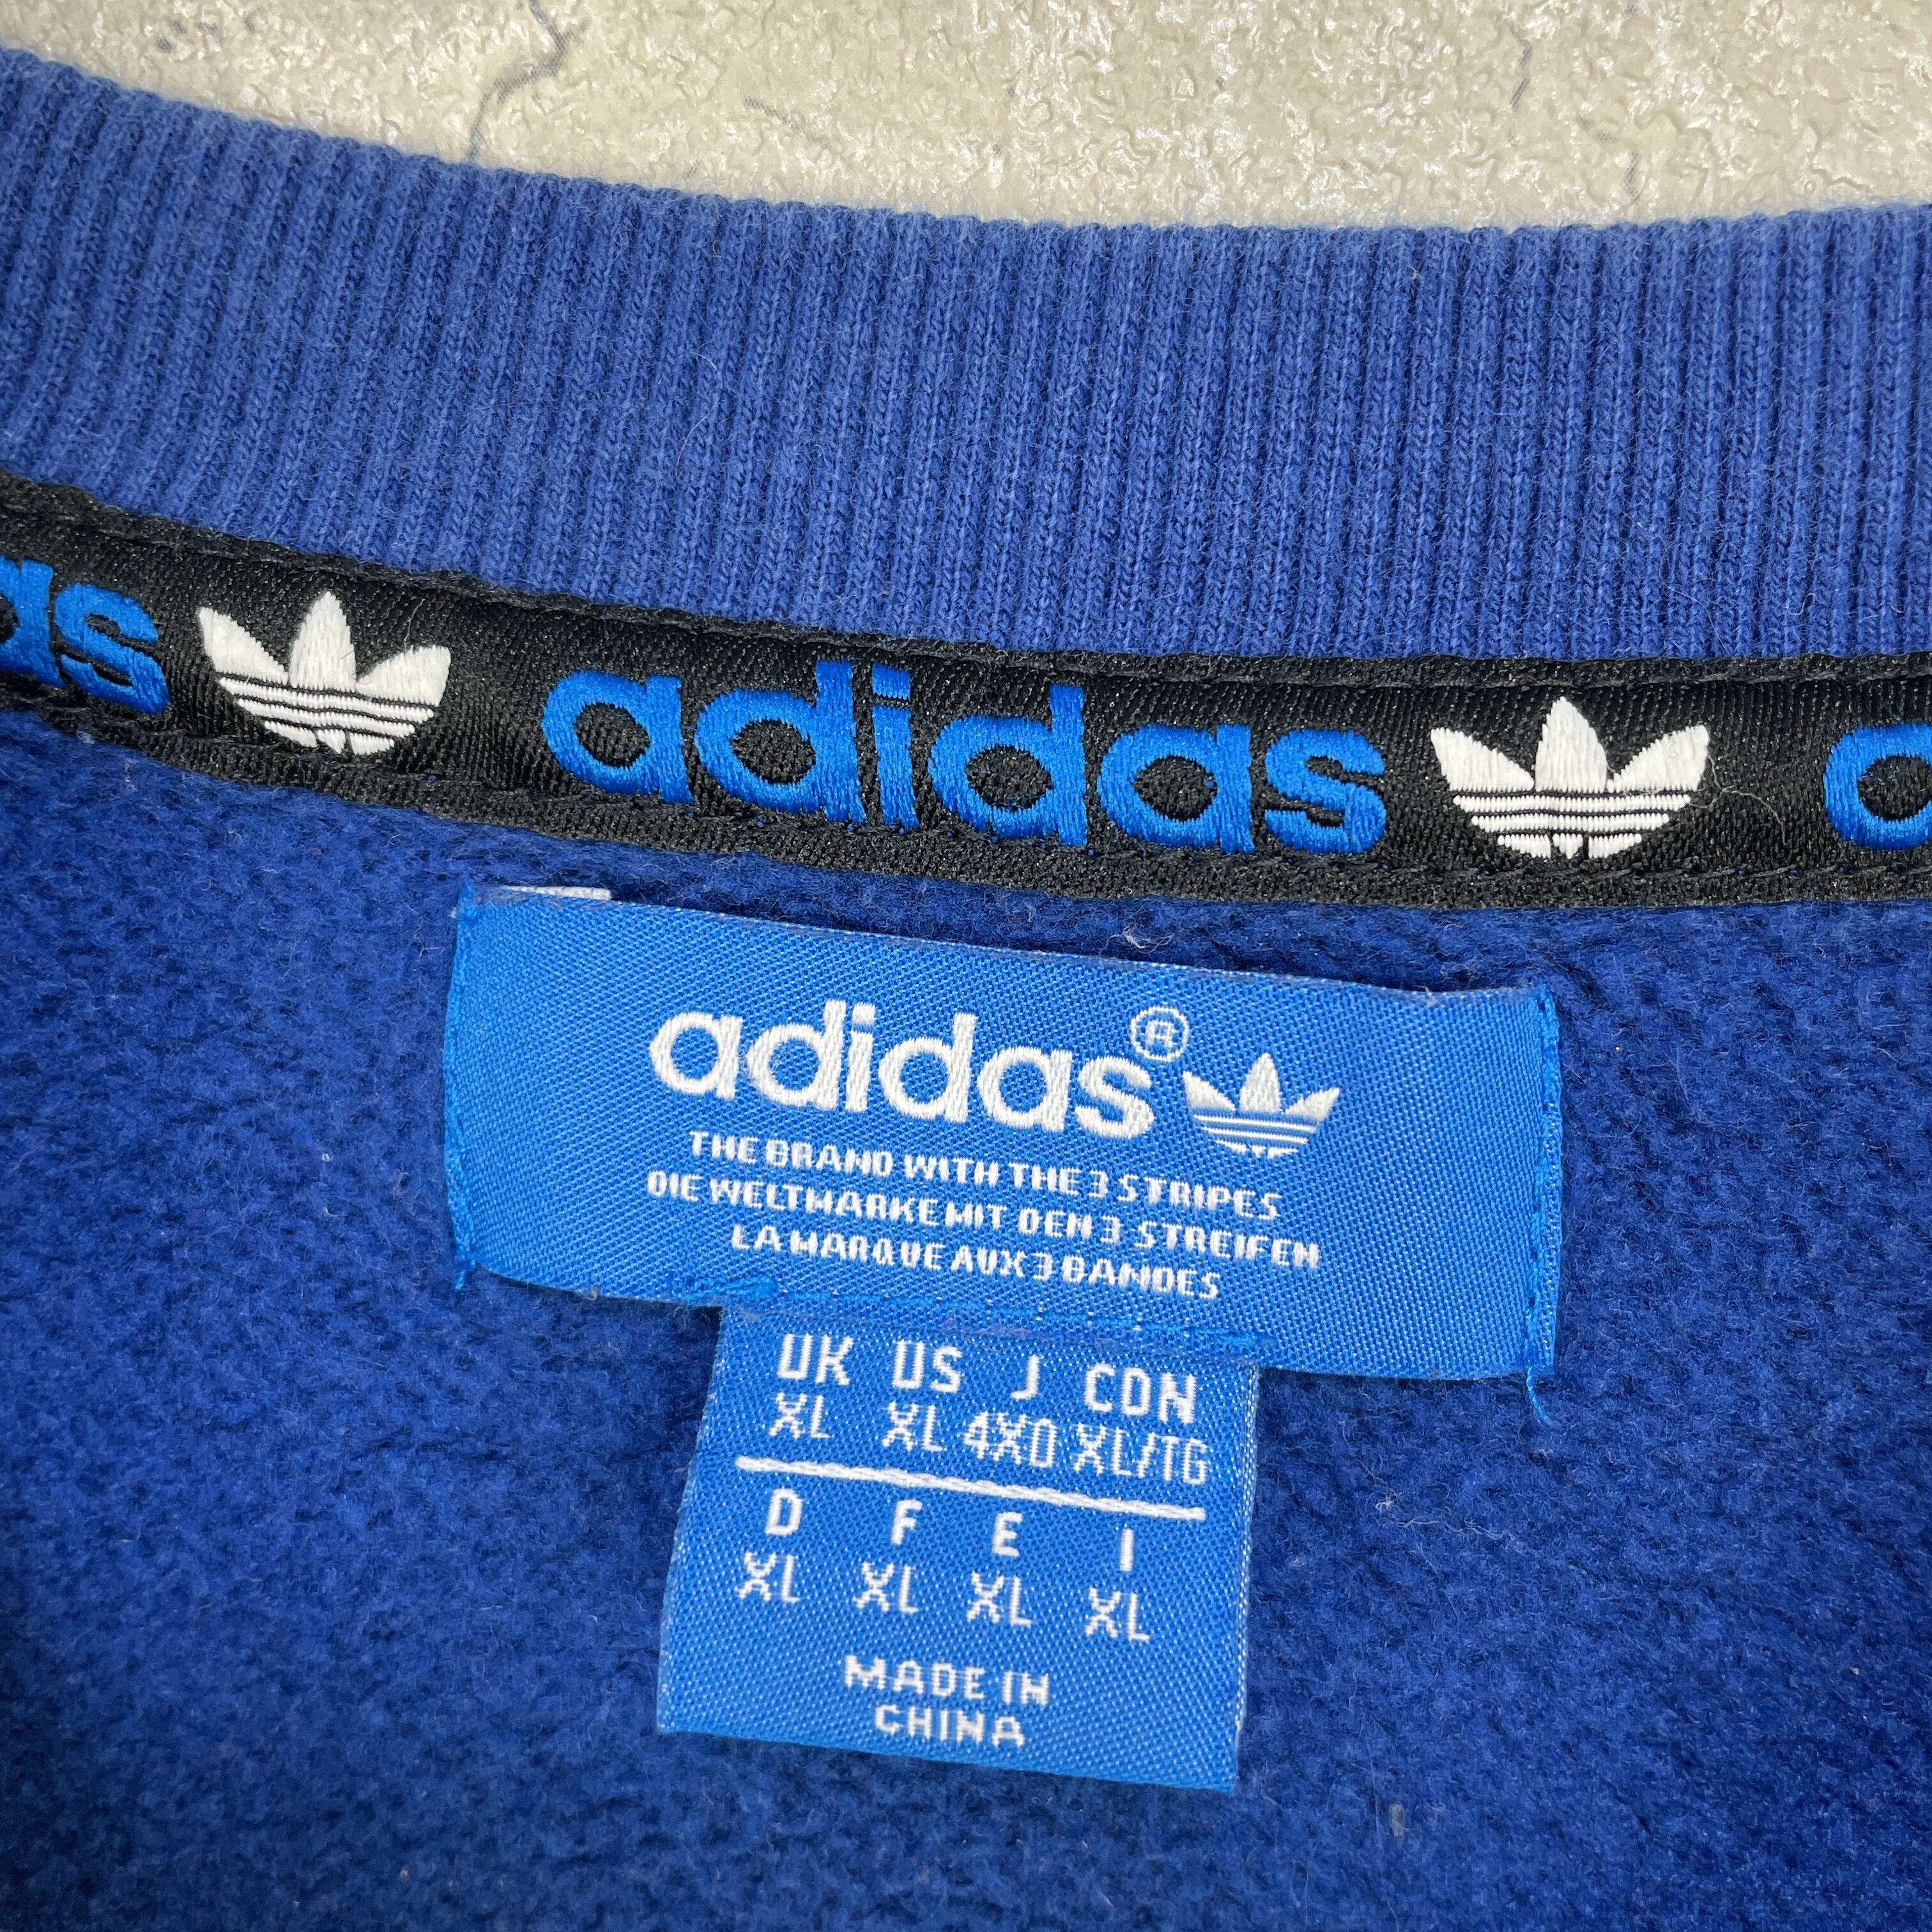 as adidas a
adidas®
THE BRAND WITH THE 3 STRIPES
DIE WELTMARKE MIT DEN 3 STREIFEN
LA MARQUE AUX 3 BANDES
UK US J CDN
XL XL 4XO XL/TG
D F E I
XL XL XL XL
MADE IN
CHINA